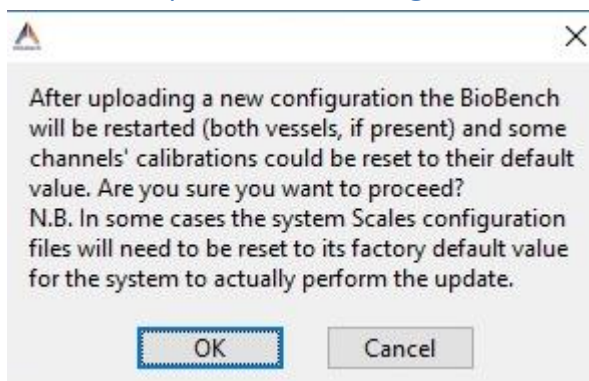 After uploading a new configuration the BioBench
will be restarted (both vessels, if present) and some
channels' calibrations could be reset to their default
value. Are you sure you want to proceed?
N.B. In some cases the system Scales configuration
files will need to be reset to its factory default value
for the system to actually perform the update.
OK Cancel